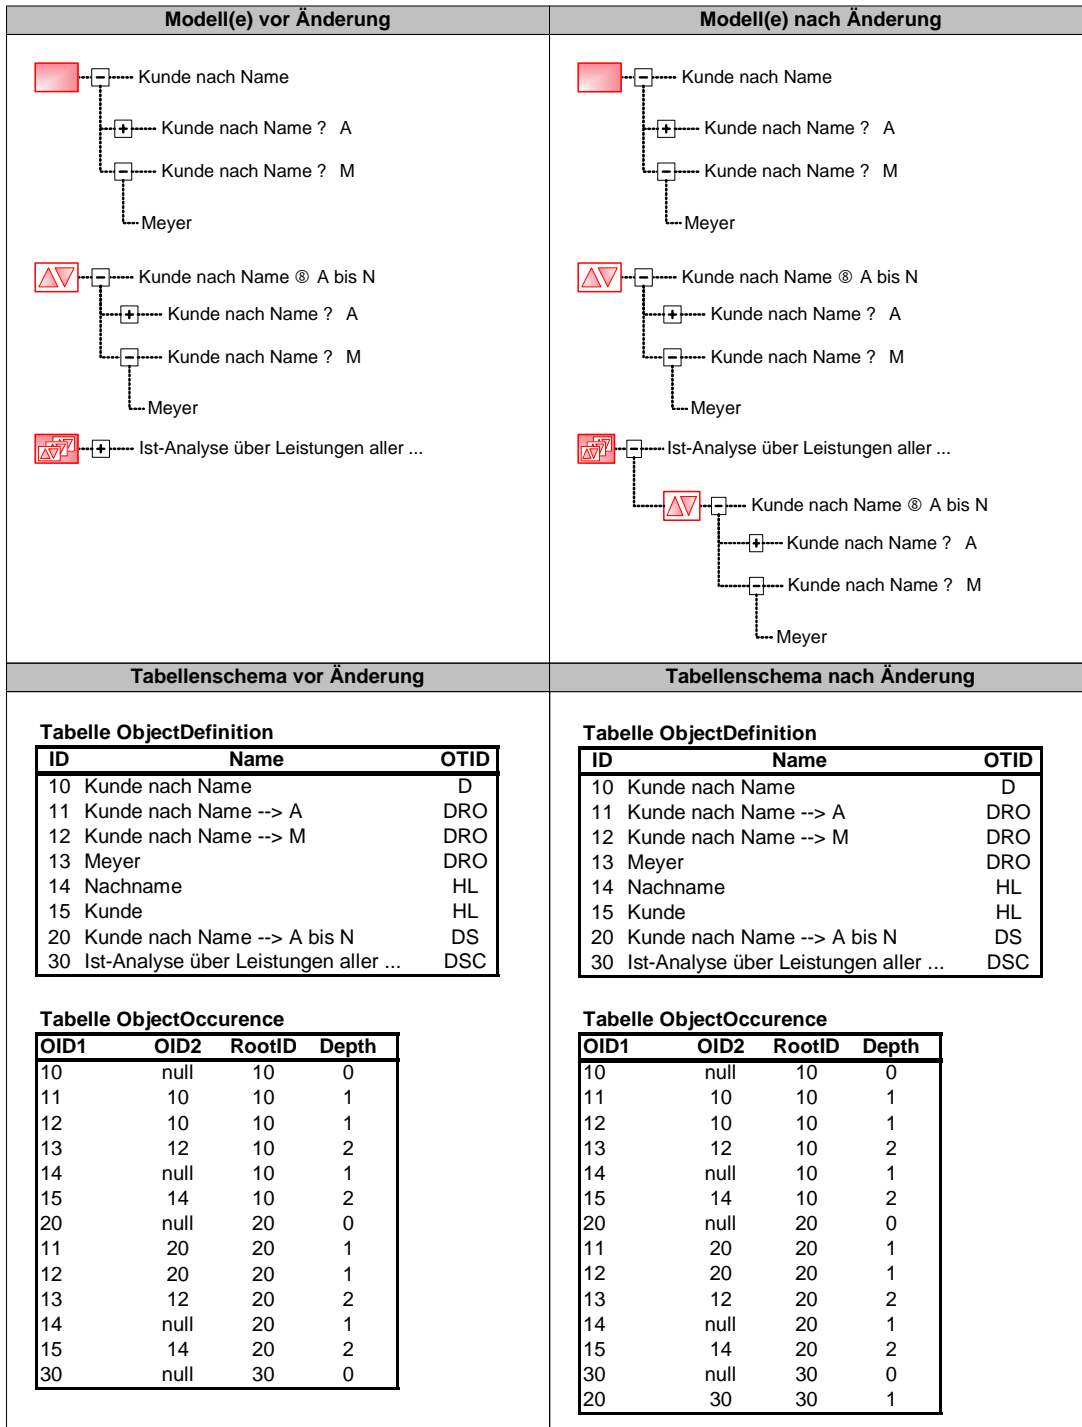 Modell(e) vor Änderung
Kunde nach Name
Kunde nach Name ? A
Kunde nach Name ? M
Meyer
Kunde nach Name ⑧ A bis N
Kunde nach Name ? A
Kunde nach Name ? M
Meyer
Ist-Analyse über Leistungen aller ...
Modell(e) nach Änderung
Kunde nach Name
Kunde nach Name ? A
Kunde nach Name ? M
Meyer
Kunde nach Name ⑧ A bis N
Kunde nach Name ? A
Kunde nach Name ? M
Meyer
Ist-Analyse über Leistungen aller ...
Kunde nach Name ⑧ A bis N
Kunde nach Name ? A
Kunde nach Name ? M
Meyer
Tabellenschema vor Änderung
Tabelle ObjectDefinition
ID Name OTID
10 Kunde nach Name D
11 Kunde nach Name --> A DRO
12 Kunde nach Name --> M DRO
13 Meyer DRO
14 Nachname HL
15 Kunde HL
20 Kunde nach Name --> A bis N DS
30 Ist-Analyse über Leistungen aller ... DSC
Tabelle ObjectOccurence
OID1 OID2 RootID Depth
10 null 10 0
11 10 10 1
12 10 10 1
13 12 10 2
14 null 10 1
15 14 10 2
20 null 20 0
11 20 20 1
12 20 20 1
13 12 20 2
14 null 20 1
15 14 20 2
30 null 30 0
Tabellenschema nach Änderung
Tabelle ObjectDefinition
ID Name OTID
10 Kunde nach Name D
11 Kunde nach Name --> A DRO
12 Kunde nach Name --> M DRO
13 Meyer DRO
14 Nachname HL
15 Kunde HL
20 Kunde nach Name --> A bis N DS
30 Ist-Analyse über Leistungen aller ... DSC
Tabelle ObjectOccurence
OID1 OID2 RootID Depth
10 null 10 0
11 10 10 1
12 10 10 1
13 12 10 2
14 null 10 1
15 14 10 2
20 null 20 0
11 20 20 1
12 20 20 1
13 12 20 2
14 null 20 1
15 14 20 2
30 null 30 0
20 30 30 1